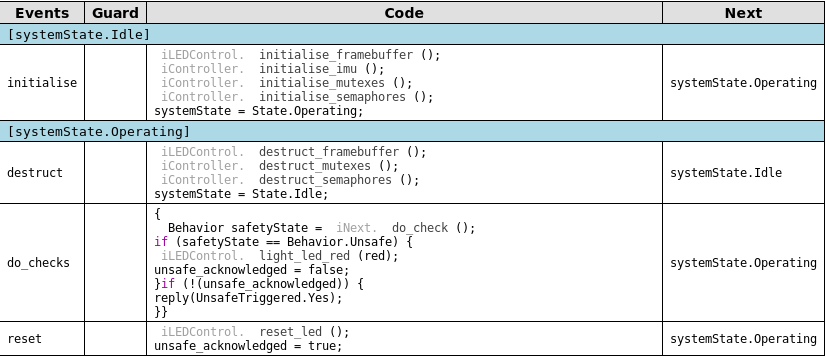 Events Guard Code Next
[systemState.Idle]
initialise
iLEDControl. initialise_framebuffer ();
iController. initialise_imu ();
iController. initialise_mutexes ();
iController. initialise_semaphores ();
systemState = State.Operating;
systemState.Operating
[systemState.Operating]
destruct
iLEDControl. destruct_framebuffer ();
iController. destruct_mutexes ();
iController. destruct_semaphores ();
systemState = State.Idle;
systemState.Idle
do_checks
{
Behavior safetyState = iNext. do_check ();
if (safetyState == Behavior.Unsafe) {
iLEDControl. light_led_red (red);
unsafe_acknowledged = false;
}if (!(unsafe_acknowledged)) {
reply(UnsafeTriggered.Yes);
}}
systemState.Operating
reset
iLEDControl. reset_led ();
unsafe_acknowledged = true;
systemState.Operating